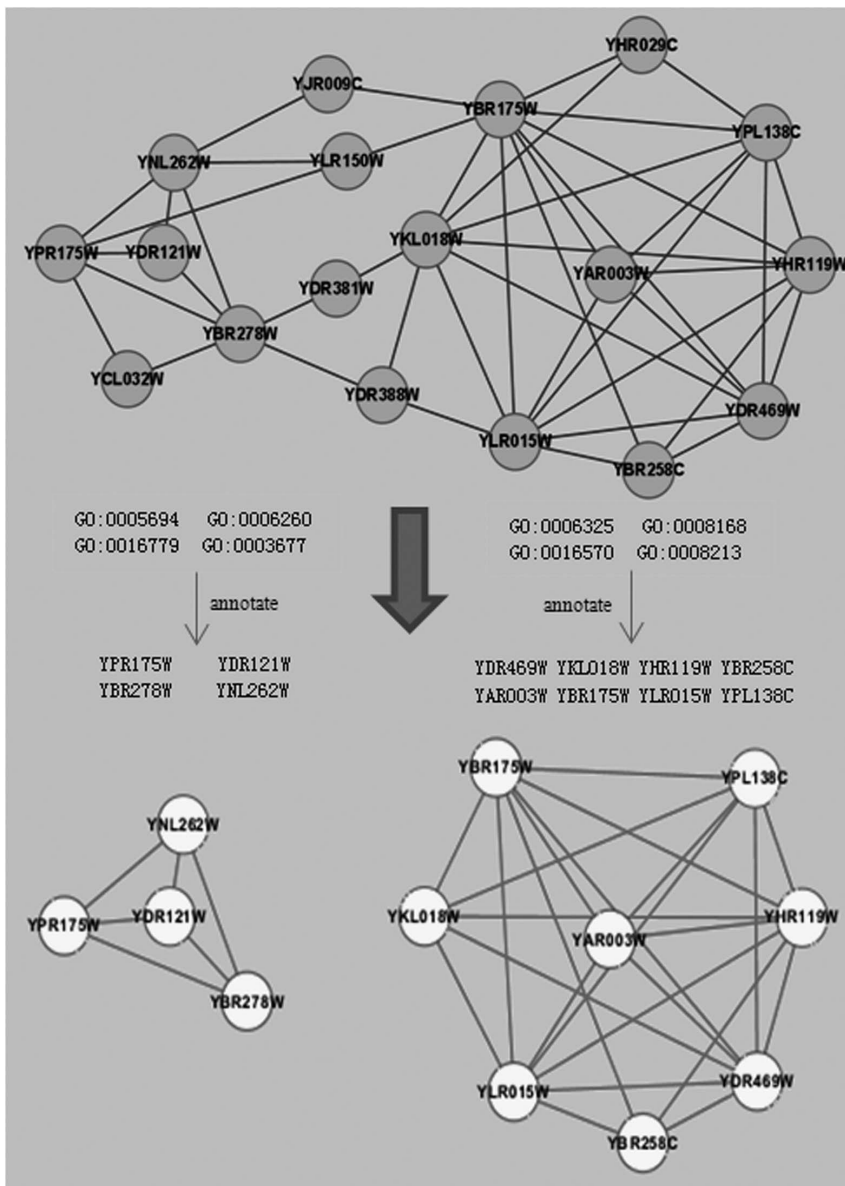 YHR029C
YJR009C
YBR175W
YPL138C
YNL262W
YLR150W
YPR175W
YDR121W
YKL018W
YDR381W
YAR003W
YHR119W
YBR278W
YCL032W
YDR388W
YDR469W
YLR015W
YBR258C
GO:0005694 GO:0006260
GO:0016779 GO:0003677
GO:0006325 GO:0008168
GO:0016570 GO:0008213
annotate
annotate
YPR175W YDR121W
YBR278W YNL262W
YDR469W YKL018W YHR119W YBR258C
YAR003W YBR175W YLR015W YPL138C
YNL262W
YPR175W
YDR121W
YBR278W
YBR175W
YPL138C
YKL018W
YAR003W
YHR119W
YLR015W
YDR469W
YBR258C